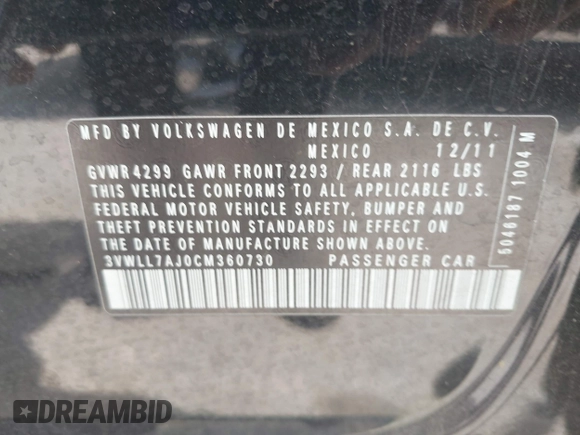 MFD BY VOLKSWAGEN DE MEXICO S.A. DE C.V.
MEXICO 12/11
GVWR 4299 GAWR FRONT 2293 / REAR 2116 LBS
THIS VEHICLE CONFORMS TO ALL APPLICABLE U.S.
FEDERAL MOTOR VEHICLE SAFETY, BUMPER AND
THEFT PREVENTION STANDARDS IN EFFECT ON
THE DATE OF MANUFACTURE SHOWN ABOVE
3VWLL7AJ0CM360730 PASSENGER CAR
5046187 1004 M
DREAMBID